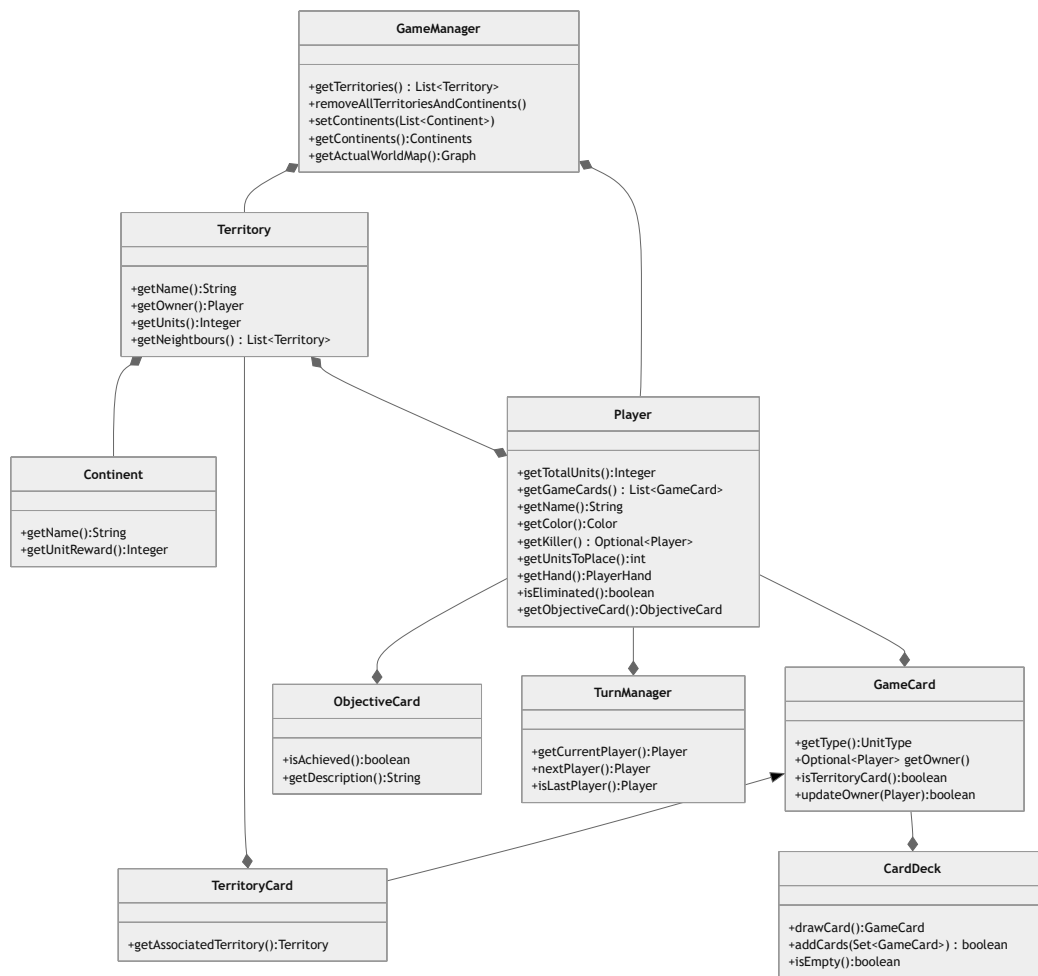 GameManager
+getTerritories() : List<Territory>
+removeAllTerritoriesAndContinents()
+setContinents(List<Continent>)
+getContinents():Continents
+getActualWorldMap():Graph
Territory
+getName():String
+getOwner():Player
+getUnits():Integer
+getNeightbours() : List<Territory>
Player
+getTotalUnits():Integer
+getGameCards() : List<GameCard>
+getName():String
+getColor():Color
+getKiller() : Optional<Player>
+getUnitsToPlace():int
+getHand():PlayerHand
+isEliminated():boolean
+getObjectiveCard():ObjectiveCard
Continent
+getName():String
+getUnitReward():Integer
ObjectiveCard
+isAchieved():boolean
+getDescription():String
TurnManager
+getCurrentPlayer():Player
+nextPlayer():Player
+isLastPlayer():Player
GameCard
+getType():UnitType
+Optional<Player> getOwner()
+isTerritoryCard():boolean
+updateOwner(Player):boolean
TerritoryCard
+getAssociatedTerritory():Territory
CardDeck
+drawCard():GameCard
+addCards(Set<GameCard>) : boolean
+isEmpty():boolean